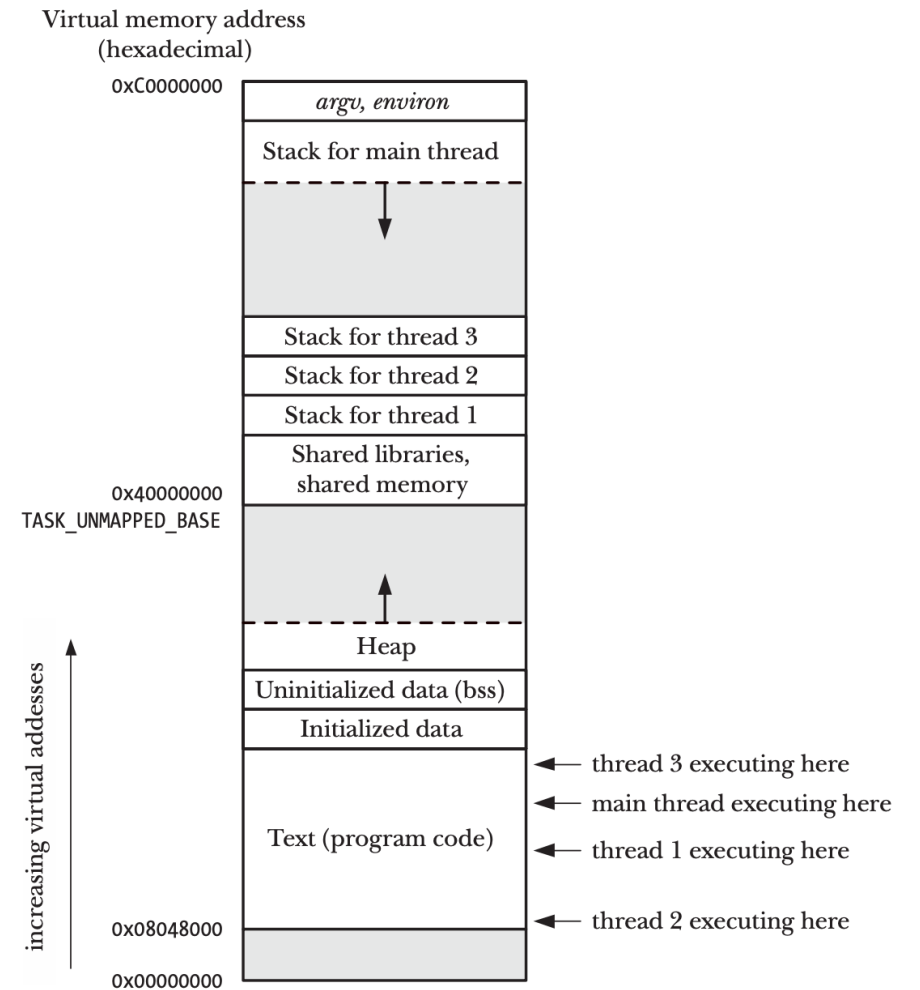 Virtual memory address
(hexadecimal)
0xC0000000
argv, environ
Stack for main thread
Stack for thread 3
Stack for thread 2
Stack for thread 1
Shared libraries,
shared memory
0x40000000
TASK_UNMAPPED_BASE
Heap
Uninitialized data (bss)
Initialized data
thread 3 executing here
main thread executing here
Text (program code)
thread 1 executing here
thread 2 executing here
0x08048000
0x00000000
increasing virtual addesses